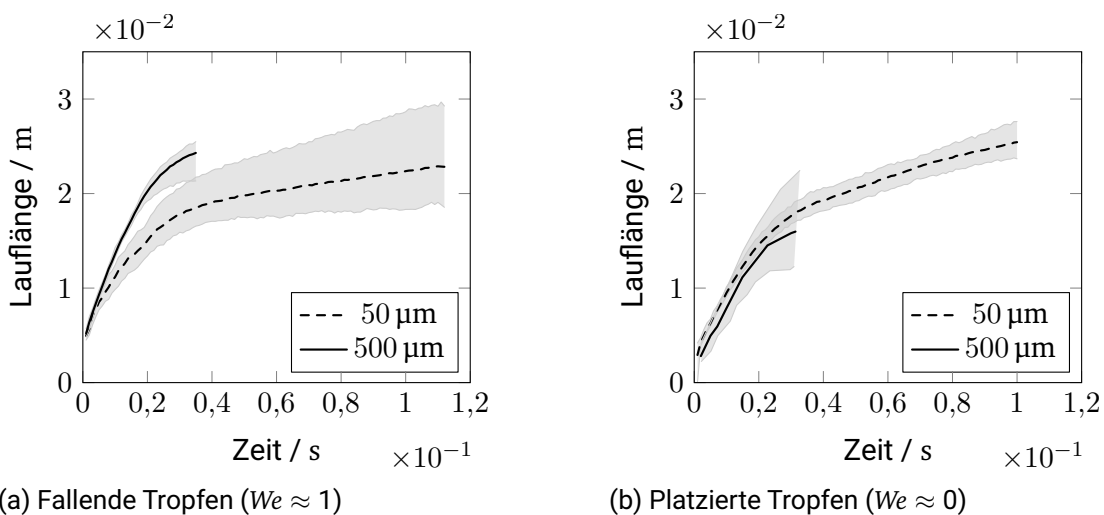 ×10−2
3
2
1
0
0 0,2 0,4 0,6 0,8 1 1,2
Lauflänge / m
Zeit / s
×10−1
50 µm
500 µm
(a) Fallende Tropfen (We ≈ 1)
×10−2
3
2
1
0
0 0,2 0,4 0,6 0,8 1 1,2
Lauflänge / m
Zeit / s
×10−1
50 µm
500 µm
(b) Platzierte Tropfen (We ≈ 0)